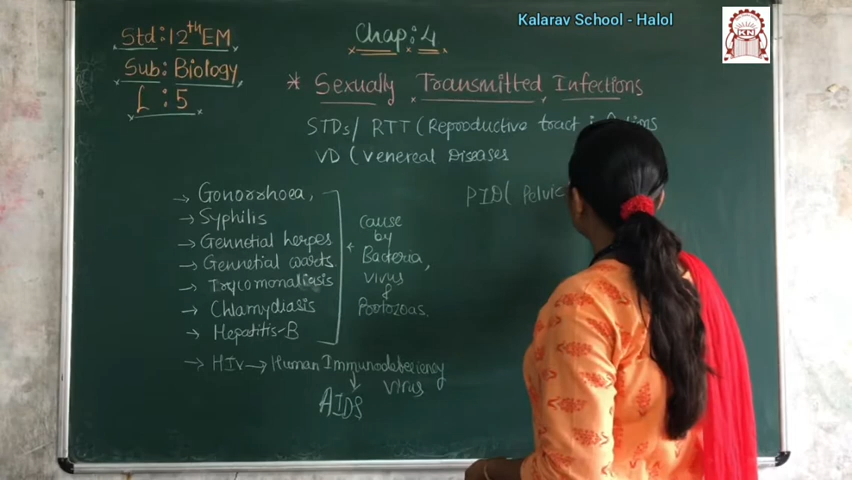 Kalarav School - Halol
KN
Std: 12th EM
Sub: Biology
L: 5
Chap: 4
* Sexually Transmitted Infections
STDs/ RTT (Reproductive tract
VD (Venereal Diseases
PID( Pelvic
→ Gonorrhoea,
→ Syphilis
→ Gennetial herpes
→ Gennetial warts.
→ Chlamydiasis
→ Hepatitis-B
cause
by
Bacteria,
virus
&
Protozoas.
→ HIV → Human Immunodeficiency
virus
AIDS